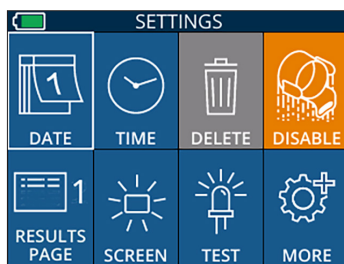 SETTINGS
1
DATE
TIME
DELETE
DISABLE
1
RESULTS
PAGE
SCREEN
TEST
MORE